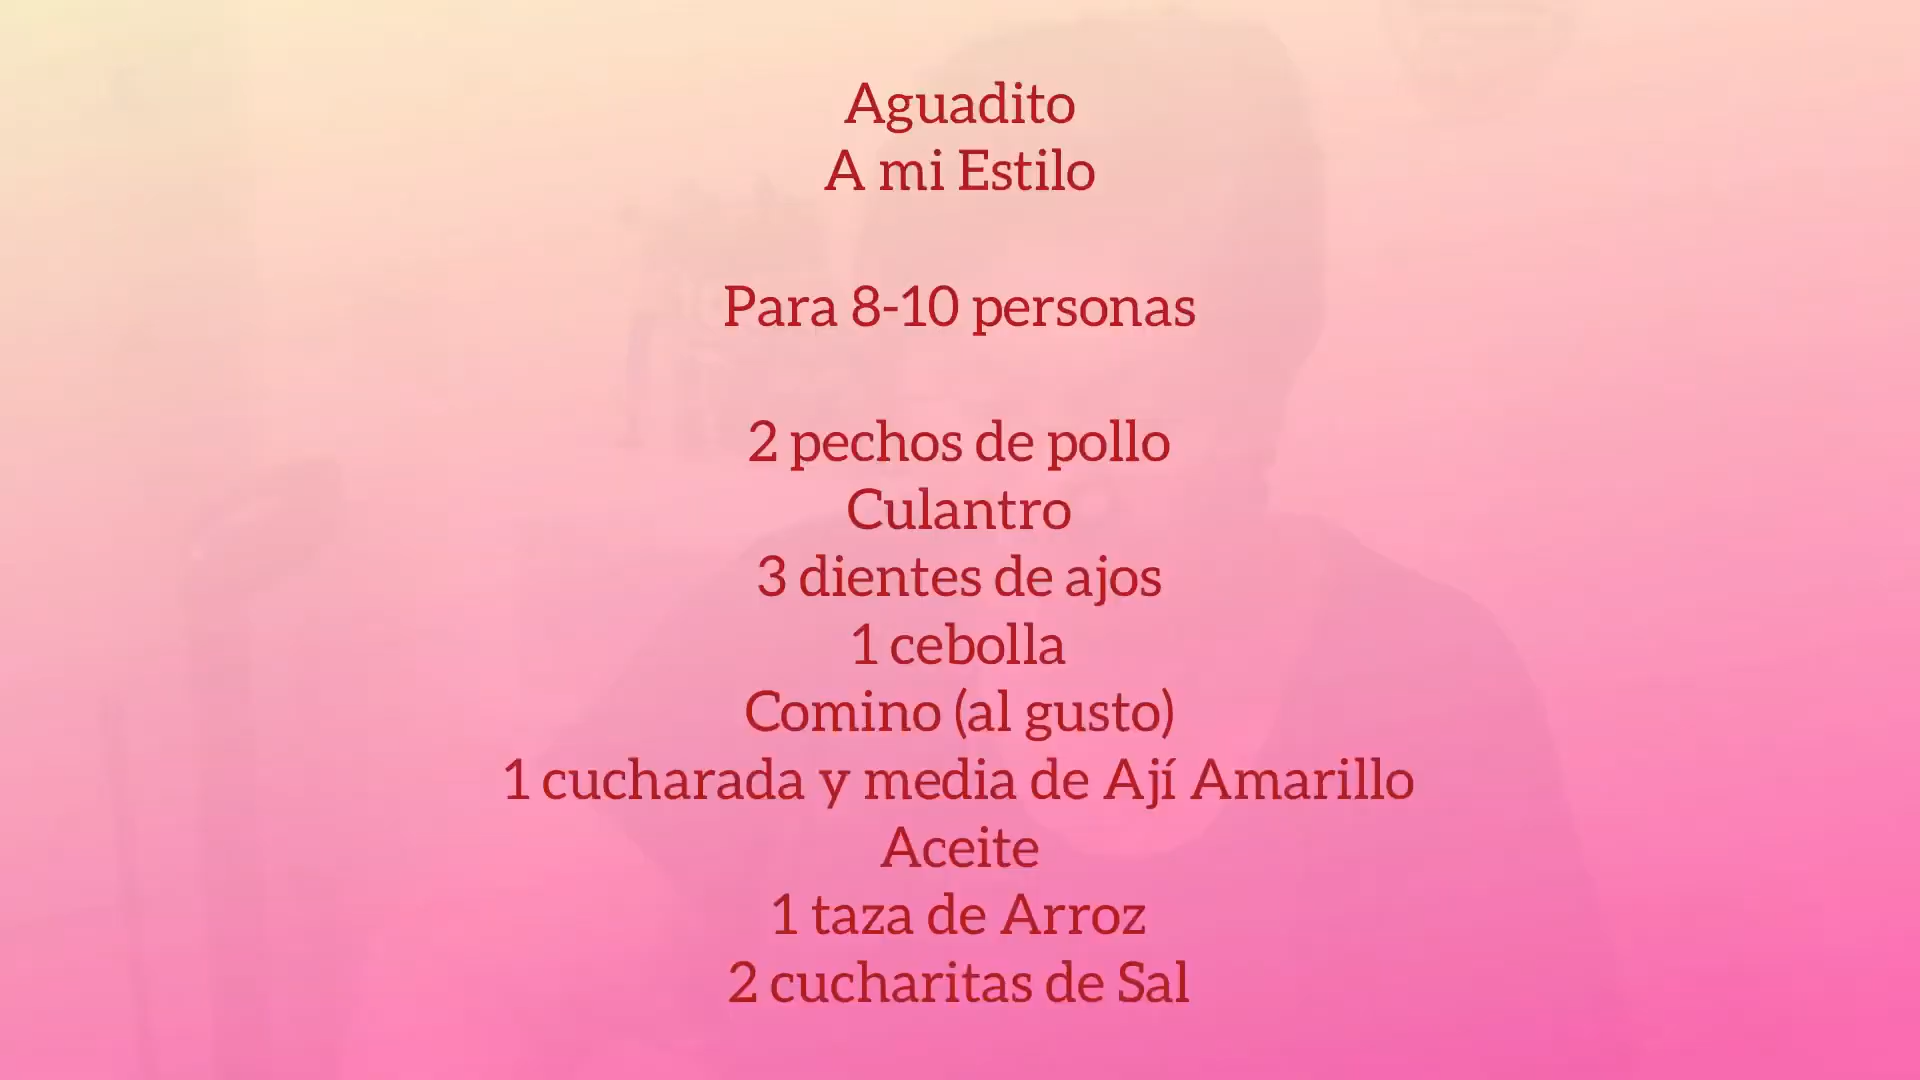 Aguadito
A mi Estilo
Para 8-10 personas
2 pechos de pollo
Culantro
3 dientes de ajos
1 cebolla
Comino (al gusto)
1 cucharada y media de Ají Amarillo
Aceite
1 taza de Arroz
2 cucharitas de Sal